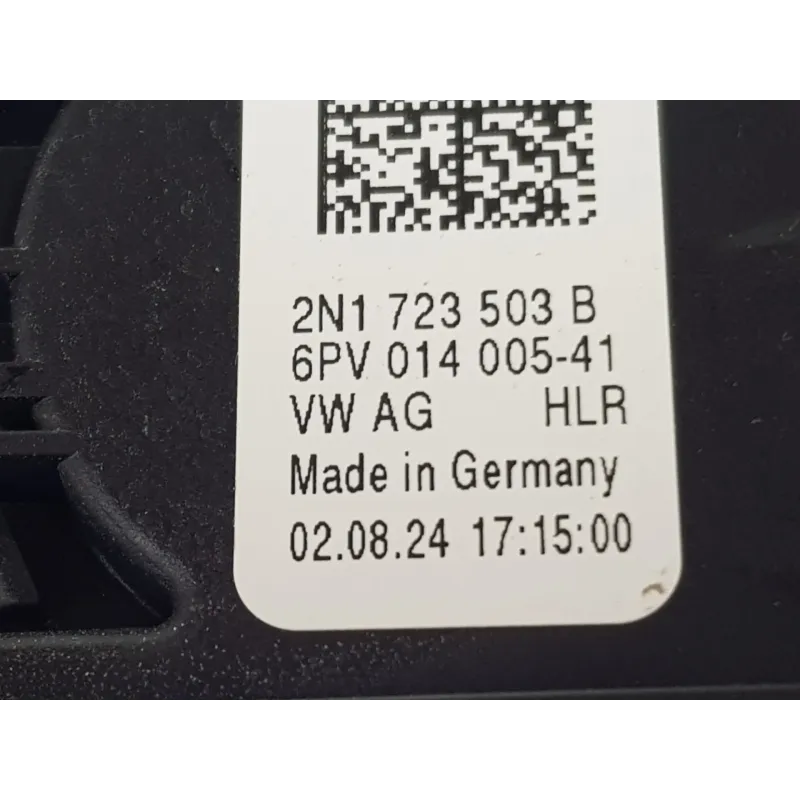 2N1 723 503 B
6PV 014 005-41
VW AG HLR
Made in Germany
02.08.24 17:15:00